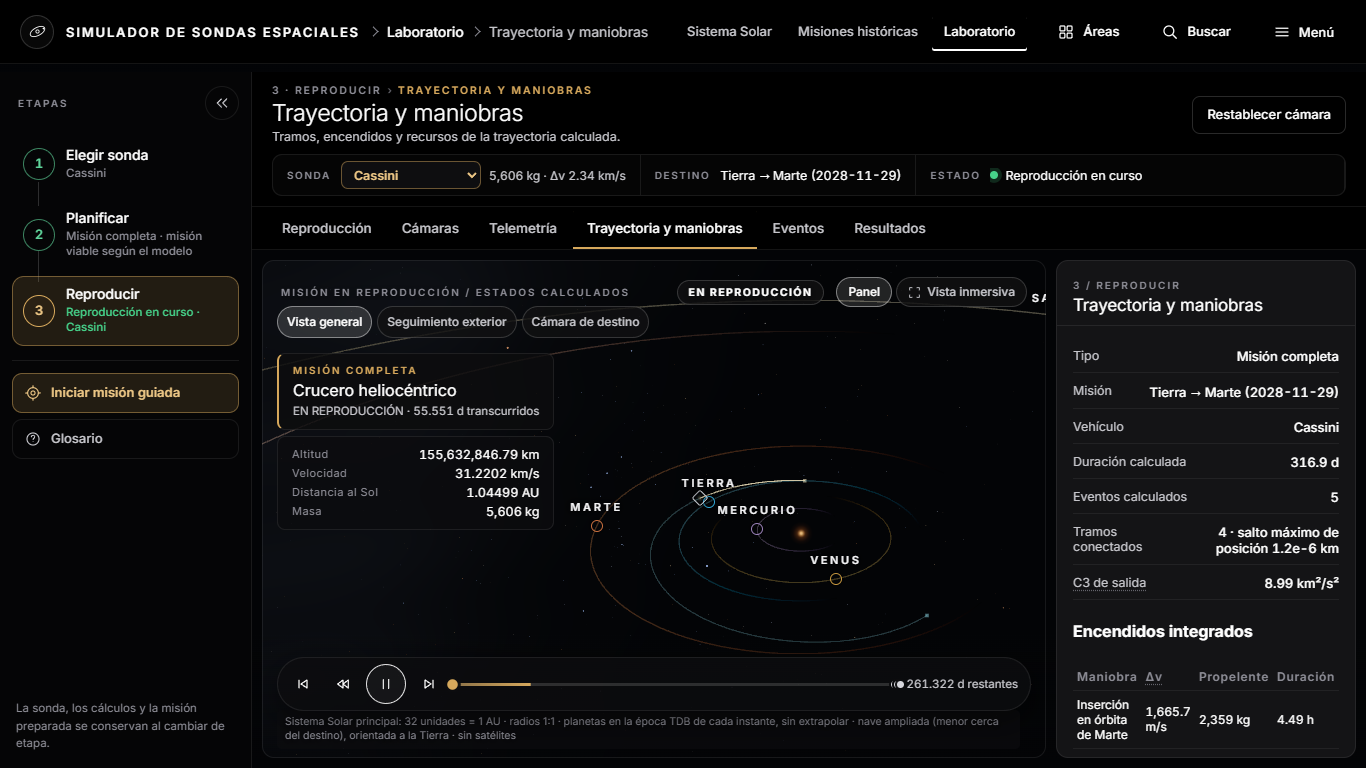 SIMULADOR DE SONDAS ESPACIALES > Laboratorio > Trayectoria y maniobras
Sistema Solar
Misiones históricas
Laboratorio
Áreas
Buscar
Menú
ETAPAS
1
Elegir sonda
Cassini
2
Planificar
Misión completa · misión
viable según el modelo
3
Reproducir
Reproducción en curso ·
Cassini
Iniciar misión guiada
Glosario
La sonda, los cálculos y la misión
preparada se conservan al cambiar de
etapa.
3 · REPRODUCIR › TRAYECTORIA Y MANIOBRAS
Trayectoria y maniobras
Tramos, encendidos y recursos de la trayectoria calculada.
Restablecer cámara
SONDA Cassini 5,606 kg · Δv 2.34 km/s
DESTINO Tierra → Marte (2028-11-29)
ESTADO Reproducción en curso
Reproducción
Cámaras
Telemetría
Trayectoria y maniobras
Eventos
Resultados
MISIÓN EN REPRODUCCIÓN / ESTADOS CALCULADOS
EN REPRODUCCIÓN
Panel
Vista inmersiva
SA
Vista general
Seguimiento exterior
Cámara de destino
MISIÓN COMPLETA
Crucero heliocéntrico
EN REPRODUCCIÓN · 55.551 d transcurridos
Altitud 155,632,846.79 km
Velocidad 31.2202 km/s
Distancia al Sol 1.04499 AU
Masa 5,606 kg
TIERRA
MARTE
MERCURIO
VENUS
261.322 d restantes
Sistema Solar principal: 32 unidades = 1 AU · radios 1:1 · planetas en la época TDB de cada instante, sin extrapolar · nave ampliada (menor cerca
del destino), orientada a la Tierra · sin satélites
3 / REPRODUCIR
Trayectoria y maniobras
Tipo Misión completa
Misión Tierra → Marte (2028-11-29)
Vehículo Cassini
Duración calculada 316.9 d
Eventos calculados 5
Tramos conectados 4 · salto máximo de
posición 1.2e-6 km
C3 de salida 8.99 km²/s²
Encendidos integrados
Maniobra Δv Propelente Duración
Inserción
en órbita
de Marte
1,665.7
m/s
2,359 kg
4.49 h